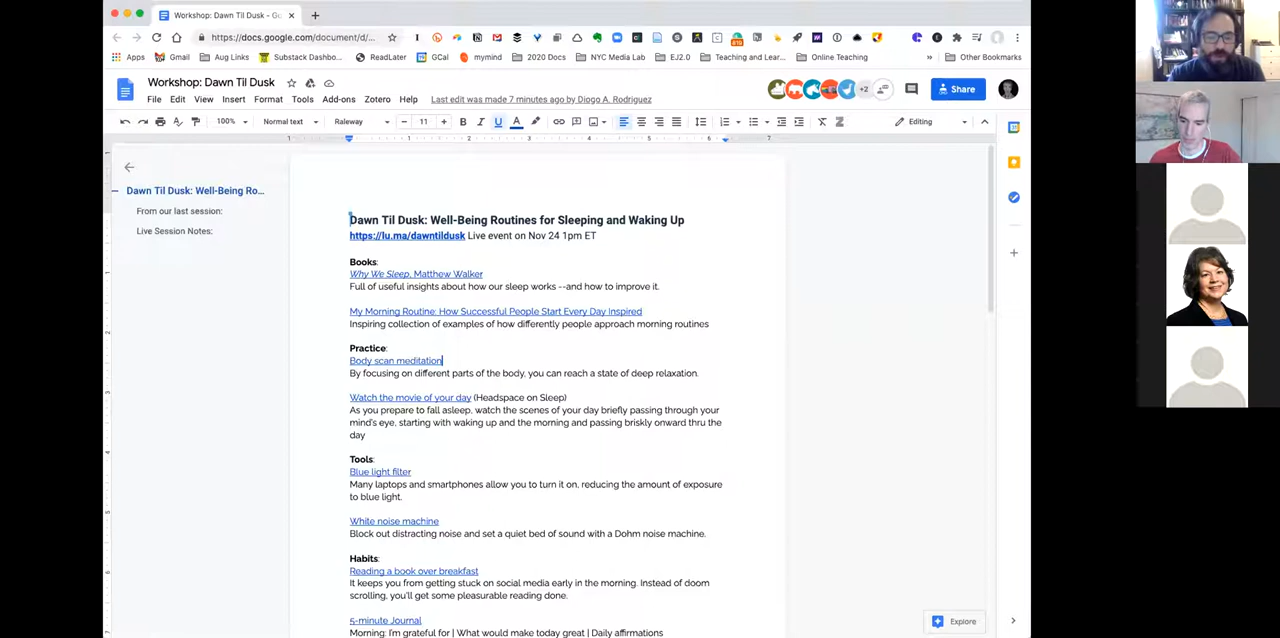 Workshop: Dawn Til Dusk - Go
https://docs.google.com/document/d/...
Apps Gmail Aug Links Substack Dashbo... ReadLater GCal mymind 2020 Docs NYC Media Lab EJ2.0 Teaching and Lear... Online Teaching » Other Bookmarks
Workshop: Dawn Til Dusk
+2
Share
File Edit View Insert Format Tools Add-ons Zotero Help Last edit was made 7 minutes ago by Diogo A. Rodriguez
100% Normal text Raleway 11 B I U A Editing
1 1 2 3 4 5 6 7
Dawn Til Dusk: Well-Being Ro...
From our last session:
Live Session Notes:
Dawn Til Dusk: Well-Being Routines for Sleeping and Waking Up
https://lu.ma/dawntildusk Live event on Nov 24 1pm ET
Books:
Why We Sleep, Matthew Walker
Full of useful insights about how our sleep works --and how to improve it.
My Morning Routine: How Successful People Start Every Day Inspired
Inspiring collection of examples of how differently people approach morning routines
Practice:
Body scan meditation
By focusing on different parts of the body, you can reach a state of deep relaxation.
Watch the movie of your day (Headspace on Sleep)
As you prepare to fall asleep, watch the scenes of your day briefly passing through your
mind's eye, starting with waking up and the morning and passing briskly onward thru the
day
Tools:
Blue light filter
Many laptops and smartphones allow you to turn it on, reducing the amount of exposure
to blue light.
White noise machine
Block out distracting noise and set a quiet bed of sound with a Dohm noise machine.
Habits:
Reading a book over breakfast
It keeps you from getting stuck on social media early in the morning. Instead of doom
scrolling, you'll get some pleasurable reading done.
5-minute Journal
Morning: I'm grateful for | What would make today great | Daily affirmations
Explore